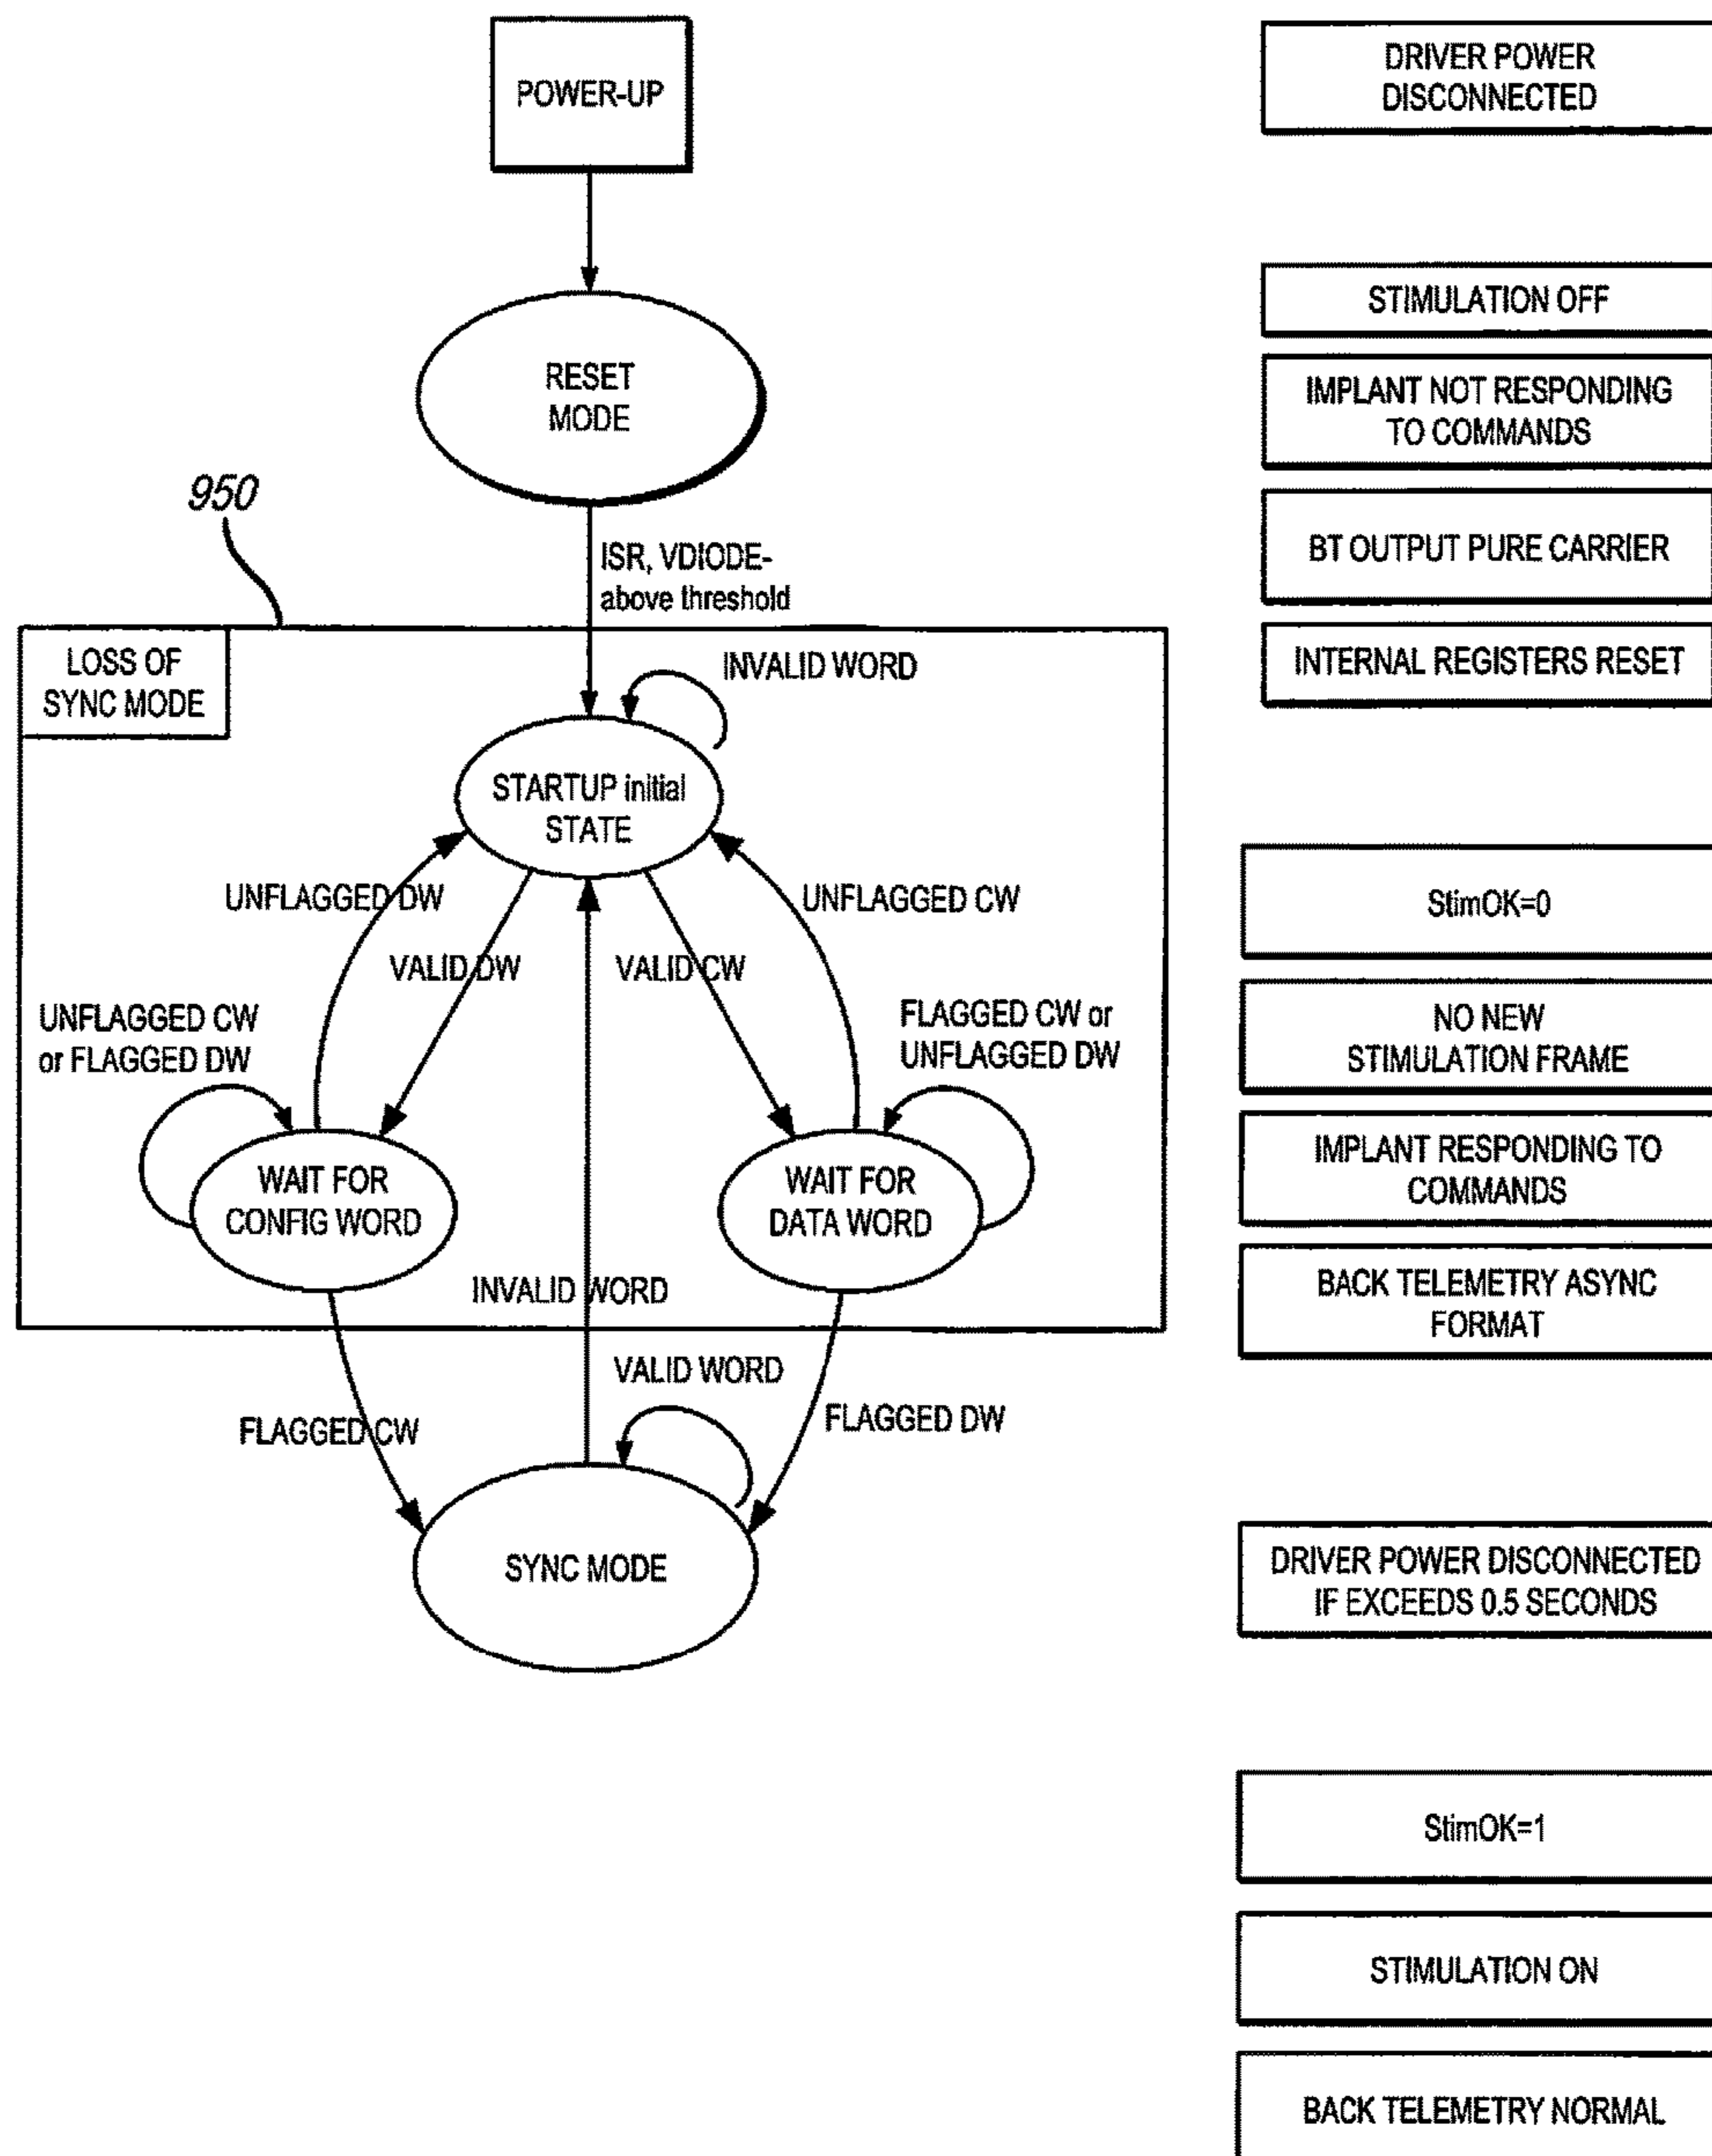 POWER-UP
RESET
MODE
950
ISR, VDIODE-
above threshold
LOSS OF
SYNC MODE
INVALID WORD
STARTUP initial
STATE
UNFLAGGED DW
UNFLAGGED CW
VALID DW
VALID CW
UNFLAGGED CW
or FLAGGED DW
FLAGGED CW or
UNFLAGGED DW
WAIT FOR
CONFIG WORD
WAIT FOR
DATA WORD
INVALID WORD
VALID WORD
FLAGGED CW
FLAGGED DW
SYNC MODE
DRIVER POWER
DISCONNECTED
STIMULATION OFF
IMPLANT NOT RESPONDING
TO COMMANDS
BT OUTPUT PURE CARRIER
INTERNAL REGISTERS RESET
StimOK=0
NO NEW
STIMULATION FRAME
IMPLANT RESPONDING TO
COMMANDS
BACK TELEMETRY ASYNC
FORMAT
DRIVER POWER DISCONNECTED
IF EXCEEDS 0.5 SECONDS
StimOK=1
STIMULATION ON
BACK TELEMETRY NORMAL